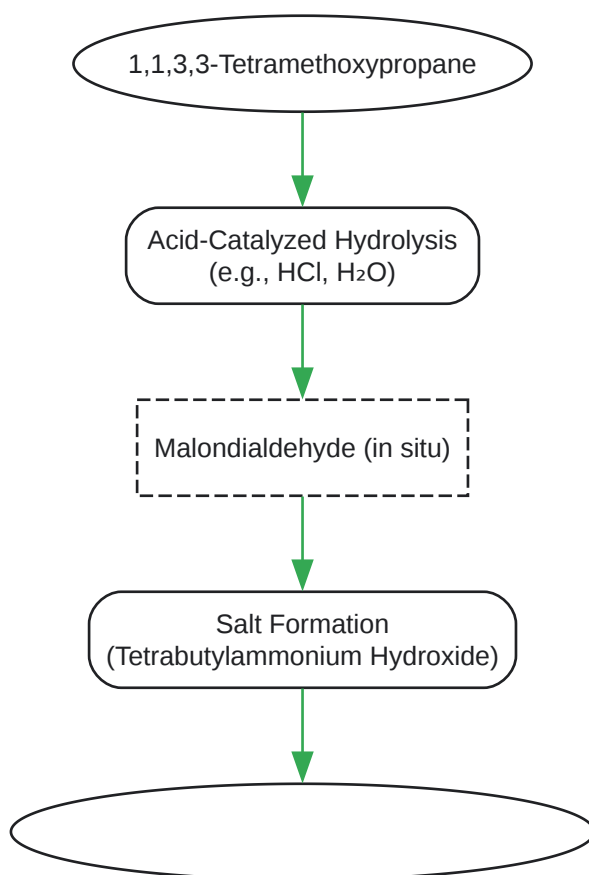 1,1,3,3-Tetramethoxypropane
Acid-Catalyzed Hydrolysis
(e.g., HCl, H₂O)
Malondialdehyde (in situ)
Salt Formation
(Tetrabutylammonium Hydroxide)